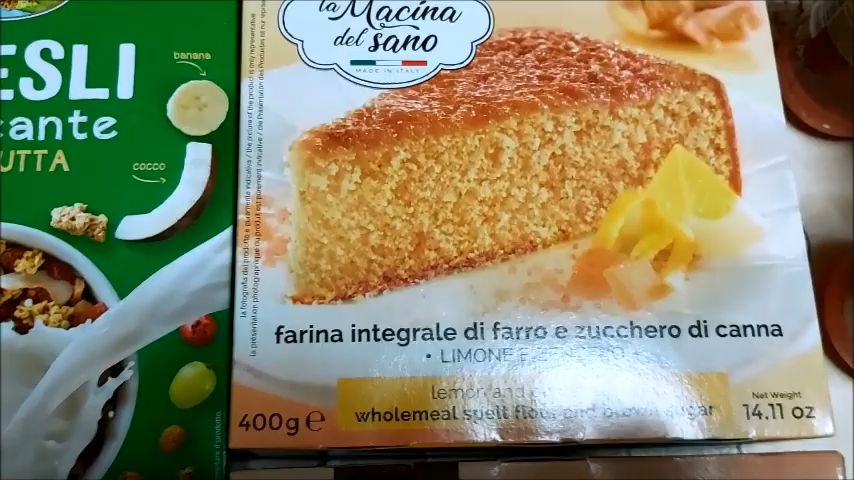 ESLI
cante
UTTA
banana
cocco
la Macina
del sano
MADE IN ITALY
farina integrale di farro e zucchero di canna
• LIMONE E
lemon and
wholemeal spelt flour and brown sugar
400g e
Net Weight
14.11 oz